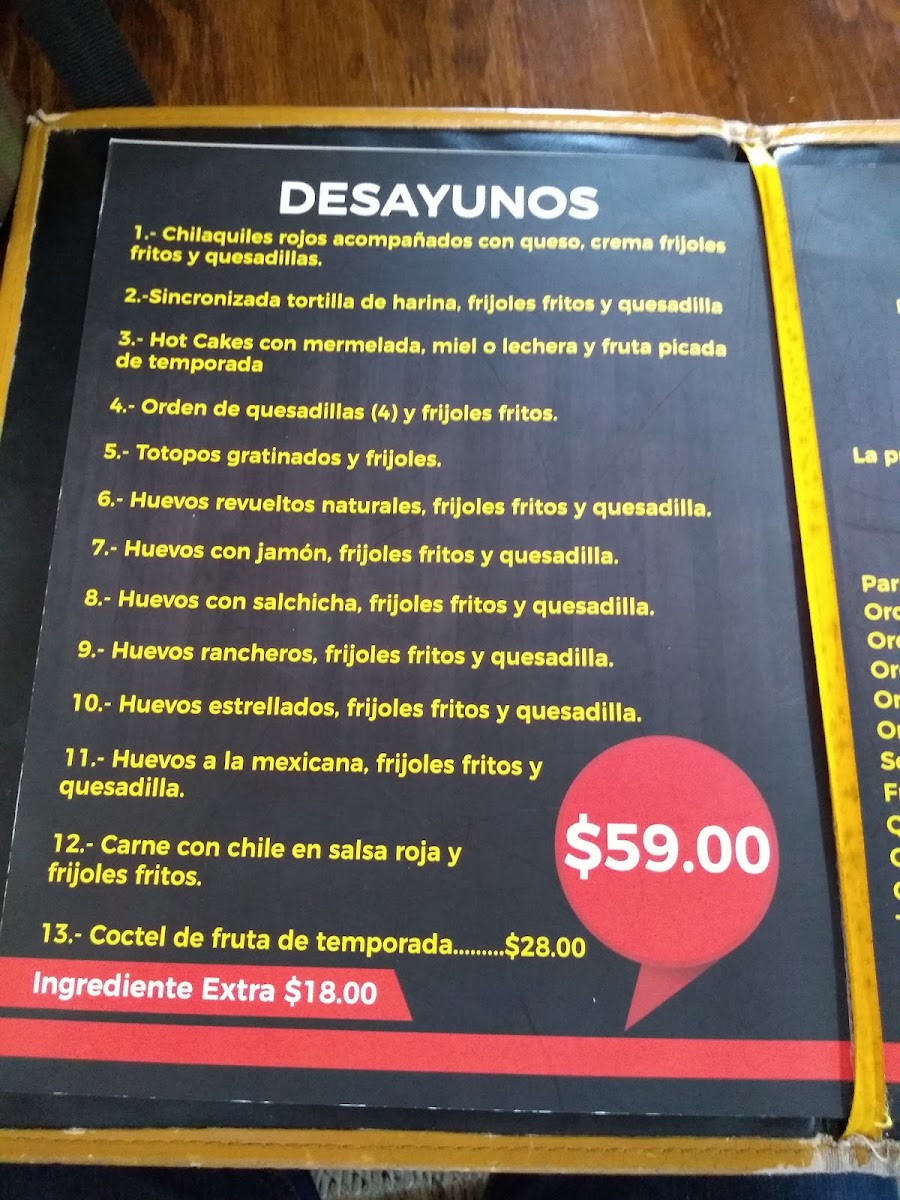 DESAYUNOS
1.- Chilaquiles rojos acompañados con queso, crema frijoles
fritos y quesadillas.
2.-Sincronizada tortilla de harina, frijoles fritos y quesadilla
3.- Hot Cakes con mermelada, miel o lechera y fruta picada
de temporada
4.- Orden de quesadillas (4) y frijoles fritos.
5.- Totopos gratinados y frijoles.
6.- Huevos revueltos naturales, frijoles fritos y quesadilla.
7.- Huevos con jamón, frijoles fritos y quesadilla.
8.- Huevos con salchicha, frijoles fritos y quesadilla.
9.- Huevos rancheros, frijoles fritos y quesadilla.
10.- Huevos estrellados, frijoles fritos y quesadilla.
11.- Huevos a la mexicana, frijoles fritos y
quesadilla.
12.- Carne con chile en salsa roja y
frijoles fritos.
$59.00
13.- Coctel de fruta de temporada.........$28.00
Ingrediente Extra $18.00
La